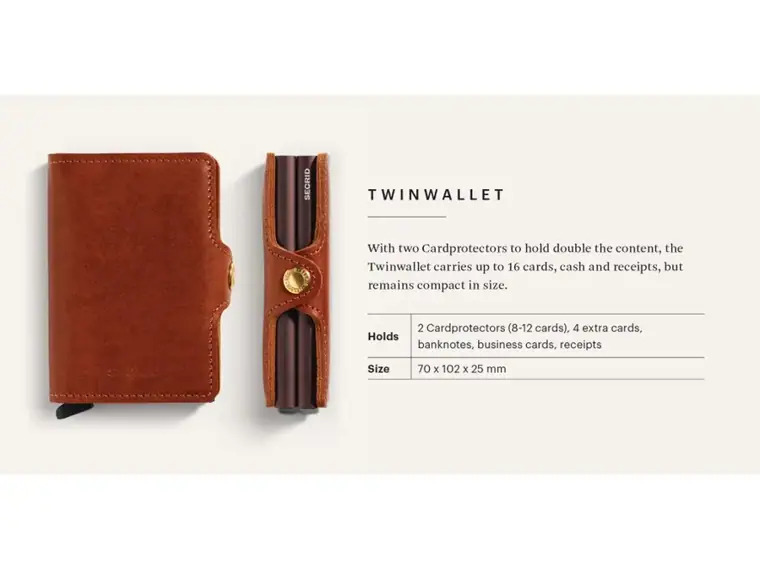 SECRID
TWINWALLET
With two Cardprotectors to hold double the content, the
Twinwallet carries up to 16 cards, cash and receipts, but
remains compact in size.
Holds
2 Cardprotectors (8-12 cards), 4 extra cards,
banknotes, business cards, receipts
Size
70 x 102 x 25 mm